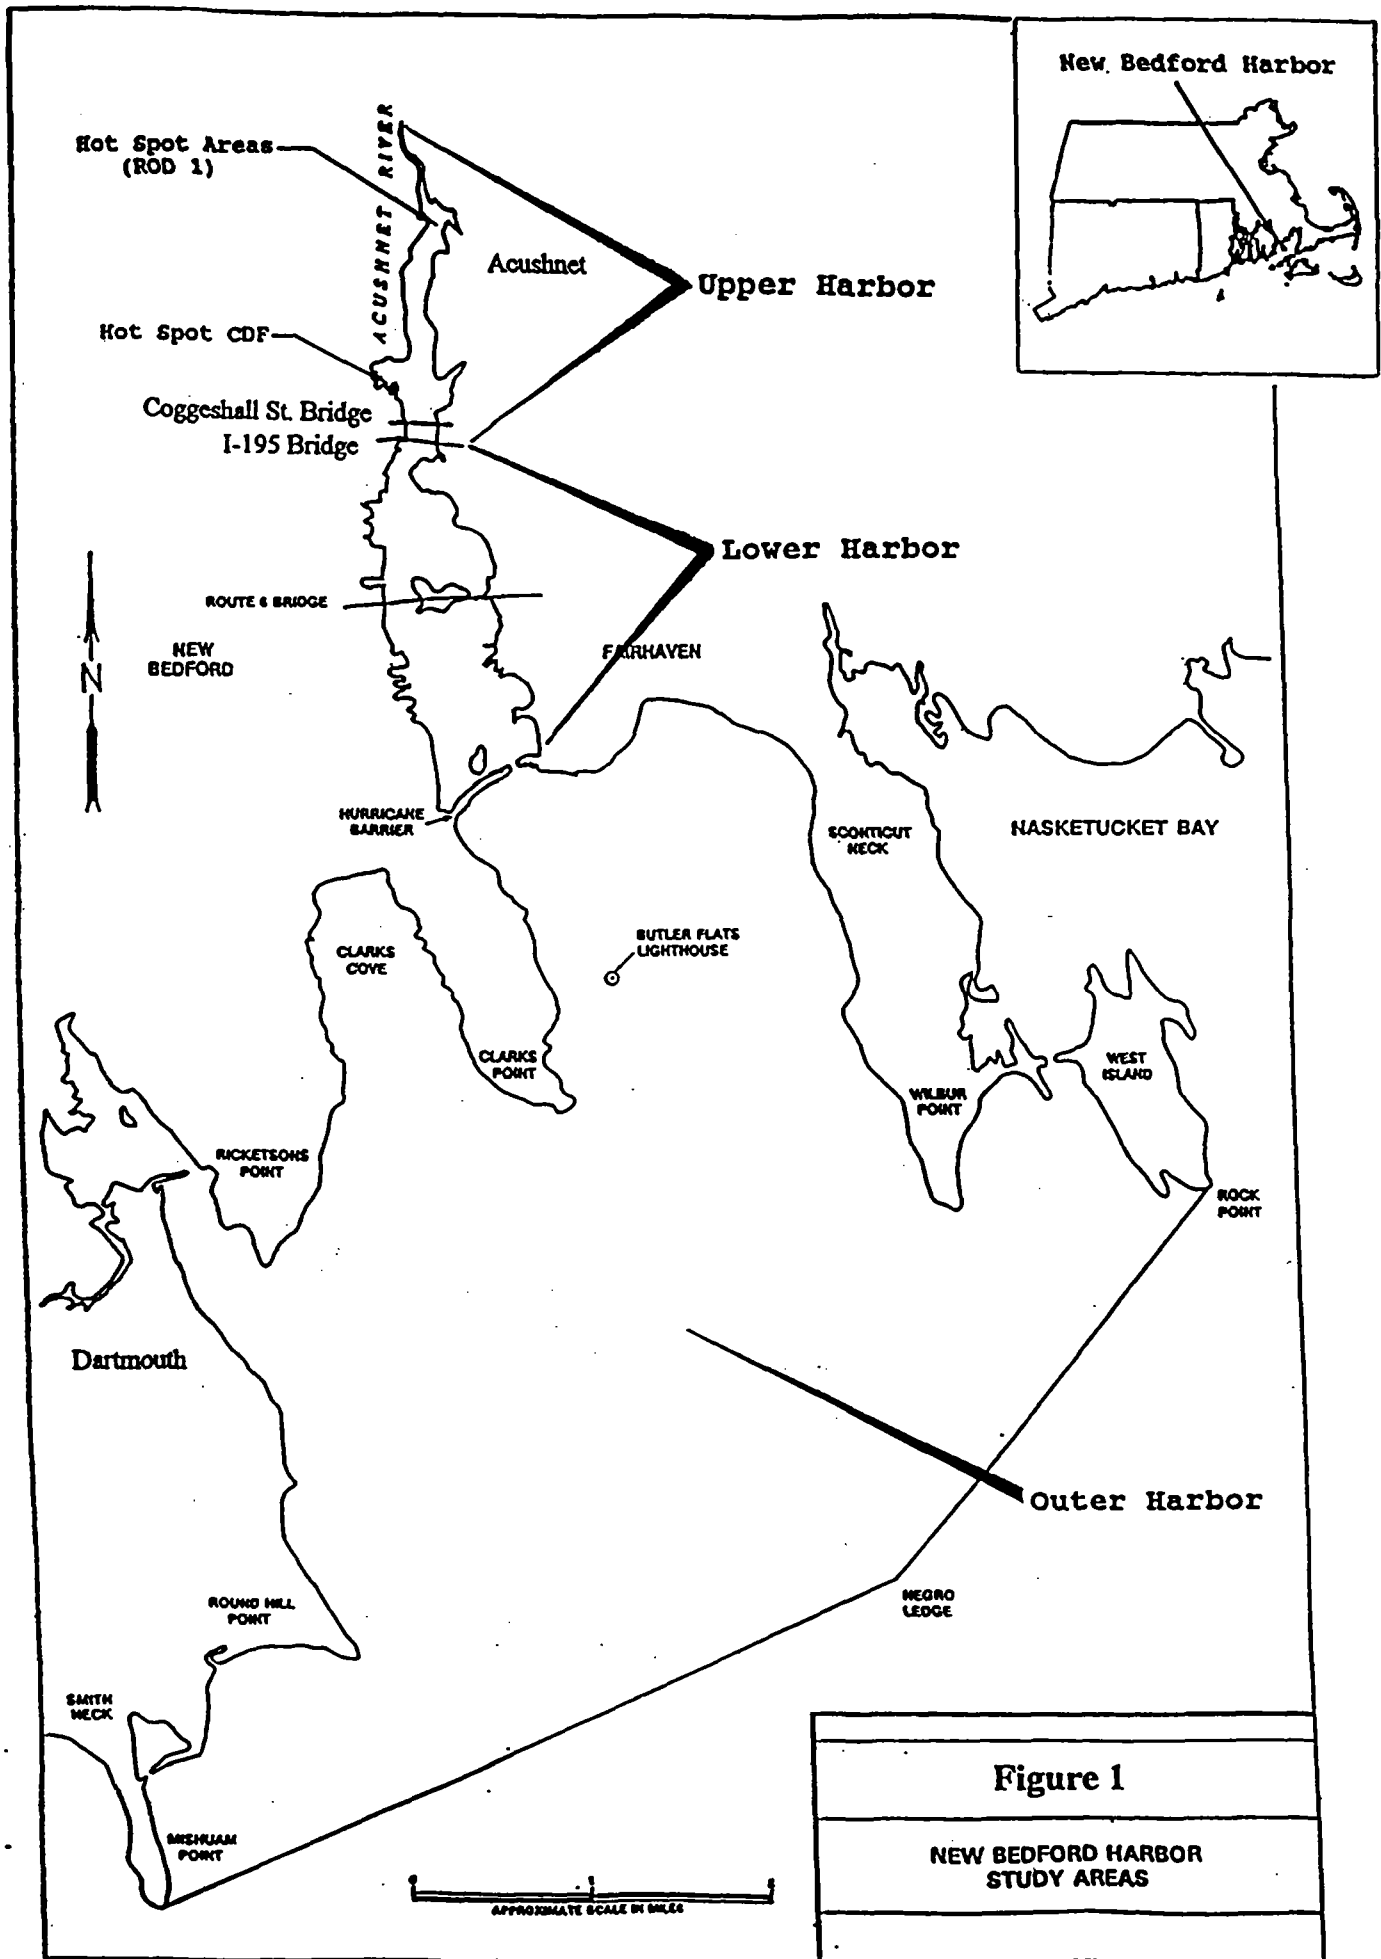 New Bedford Harbor
Hot Spot Areas
(ROD 1)
ACUSHNET RIVER
Acushnet
Upper Harbor
Hot Spot CDF
Coggeshall St. Bridge
I-195 Bridge
Lower Harbor
ROUTE 6 BRIDGE
NEW
BEDFORD
FAIRHAVEN
N
HURRICANE
BARRIER
SCONTICUT
NECK
NASKETUCKET BAY
BUTLER FLATS
LIGHTHOUSE
CLARKS
COVE
CLARKS
POINT
WEST
ISLAND
WILBUR
POINT
RICKETSONS
POINT
ROCK
POINT
Dartmouth
Outer Harbor
NEGRO
LEDGE
ROUND HILL
POINT
SMITH
NECK
MISHUAM
POINT
APPROXIMATE SCALE IN MILES
Figure 1
NEW BEDFORD HARBOR
STUDY AREAS